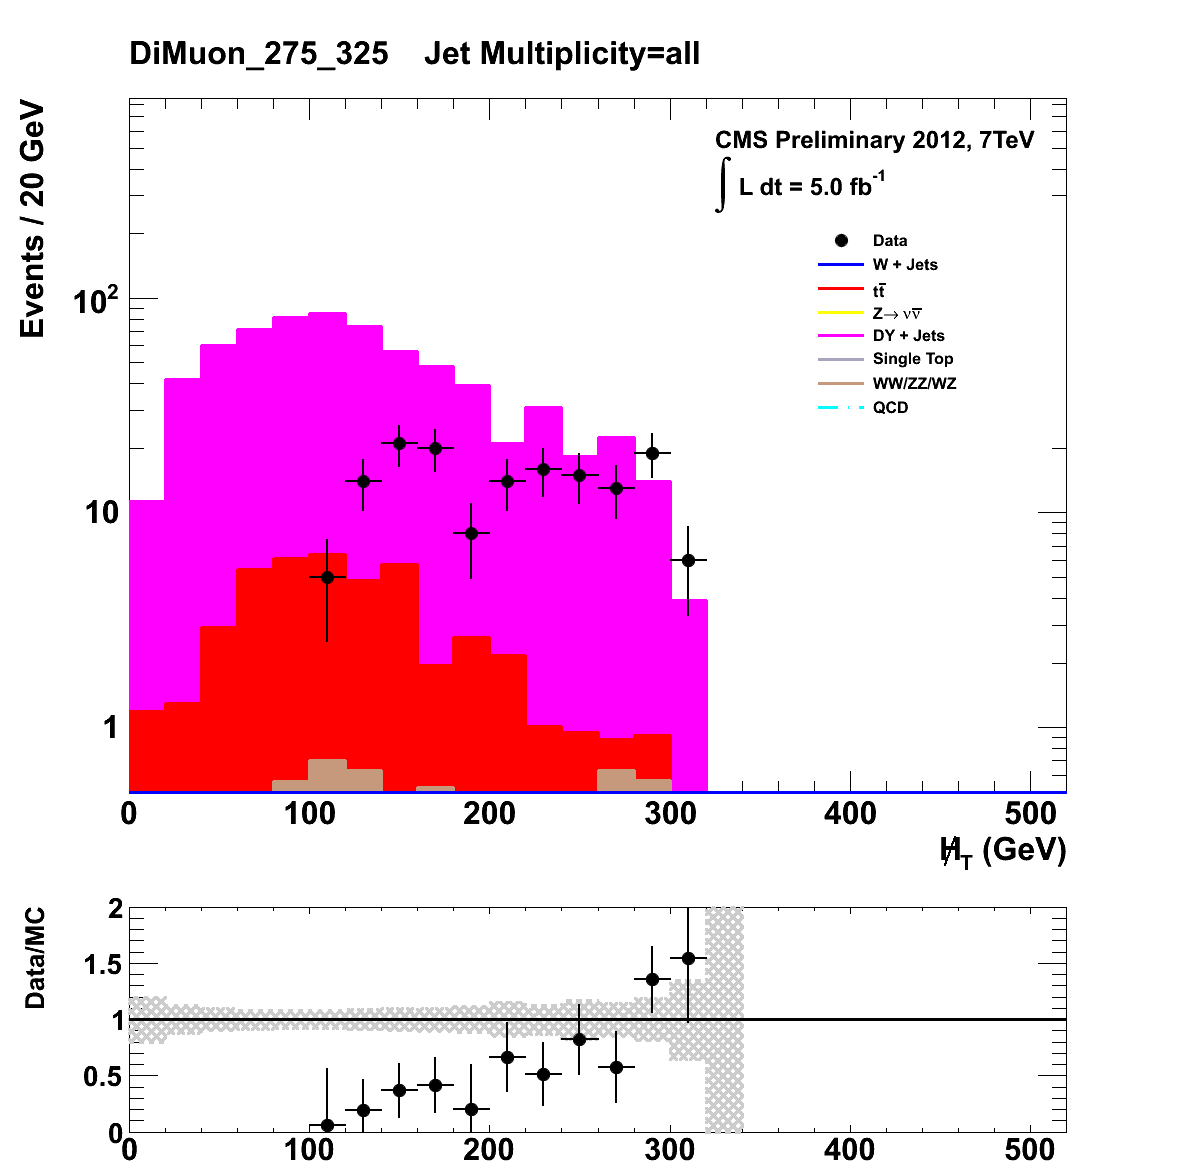 DiMuon_275_325 Jet Multiplicity=all
Events / 20 GeV
CMS Preliminary 2012, 7TeV
∫ L dt = 5.0 fb⁻¹
Data
W + Jets
tt̅
Z→ νν̅
DY + Jets
Single Top
WW/ZZ/WZ
QCD
10²
10
1
0 100 200 300 400 500
H̸_T (GeV)
Data/MC
2
1.5
1
0.5
0
0 100 200 300 400 500